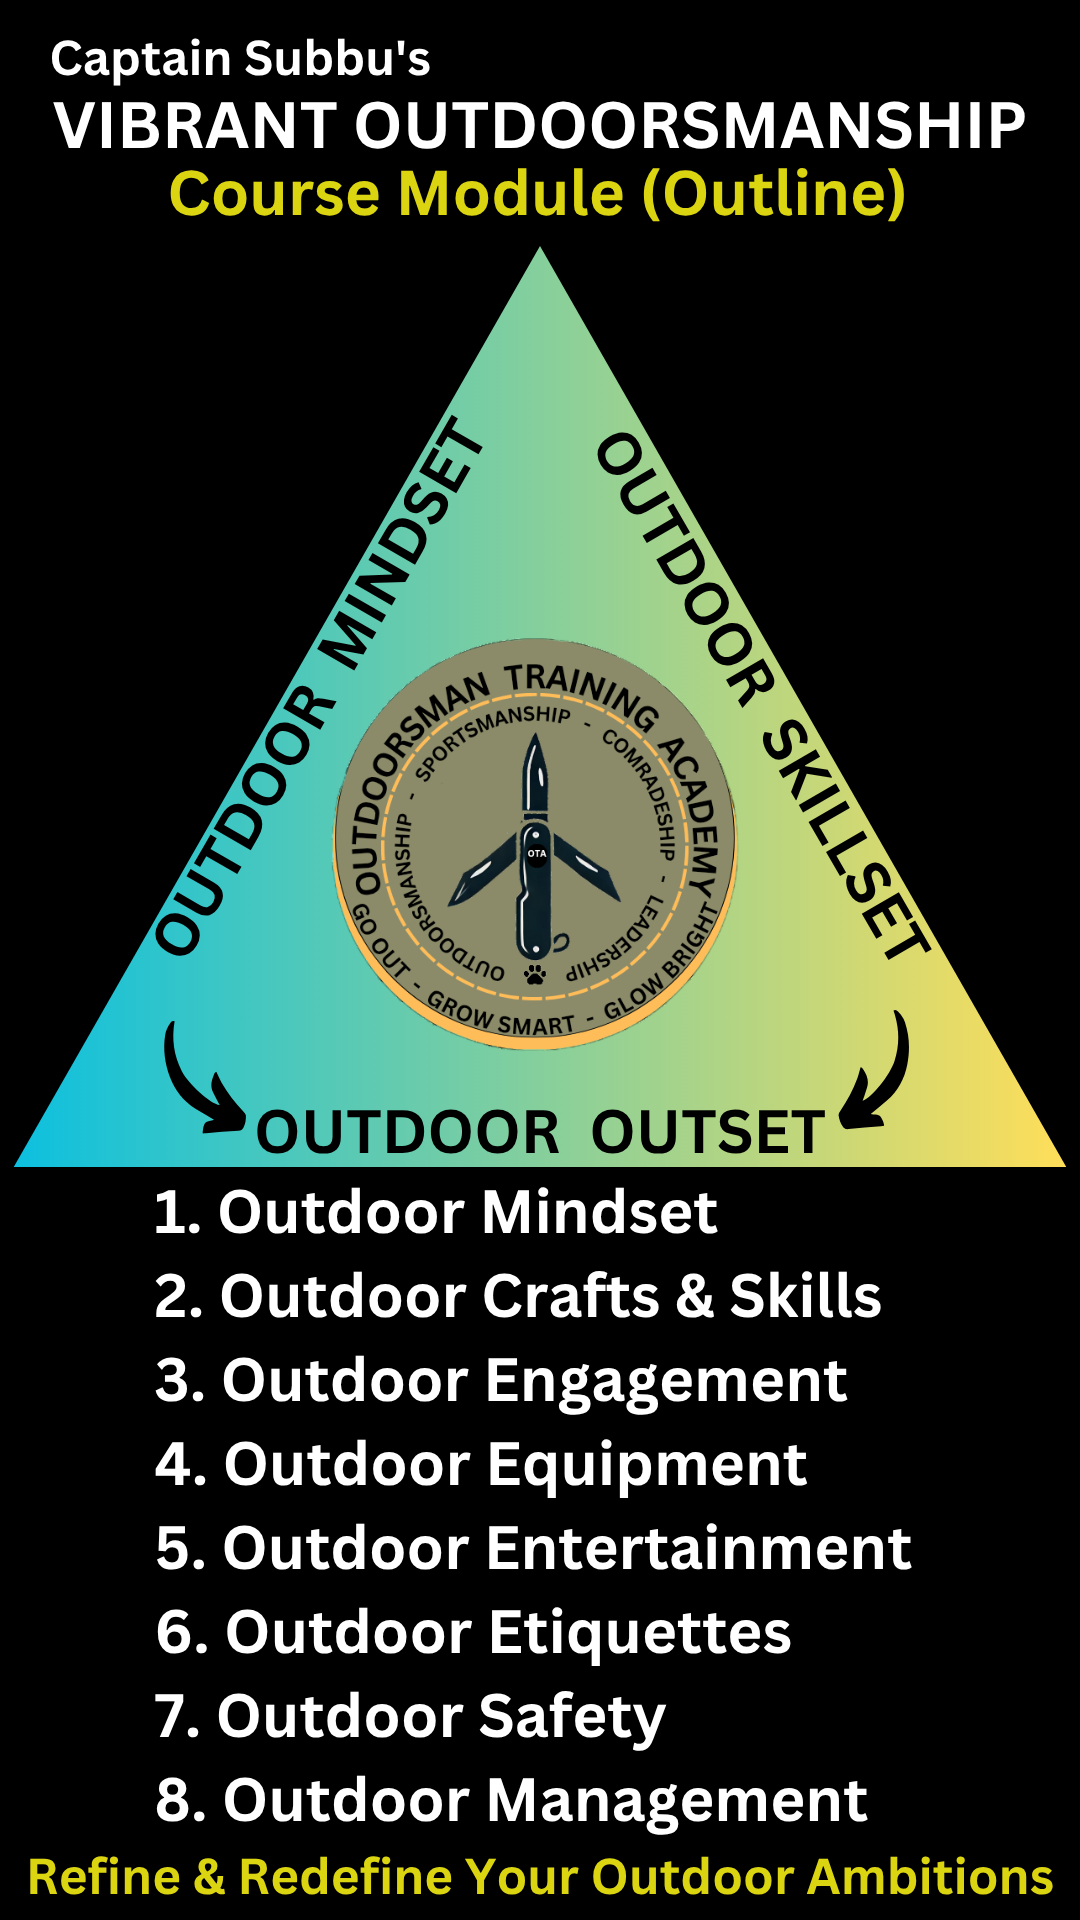 Captain Subbu's
VIBRANT OUTDOORSMANSHIP
Course Module (Outline)
OUTDOOR MINDSET
OUTDOOR SKILLSET
OUTDOORSMAN TRAINING ACADEMY
SPORTSMANSHIP - COMRADESHIP - LEADERSHIP
OUTDOOORSMANSHIP -
OTA
GO OUT - GROW SMART - GLOW BRIGHT
OUTDOOR OUTSET
1. Outdoor Mindset
2. Outdoor Crafts & Skills
3. Outdoor Engagement
4. Outdoor Equipment
5. Outdoor Entertainment
6. Outdoor Etiquettes
7. Outdoor Safety
8. Outdoor Management
Refine & Redefine Your Outdoor Ambitions